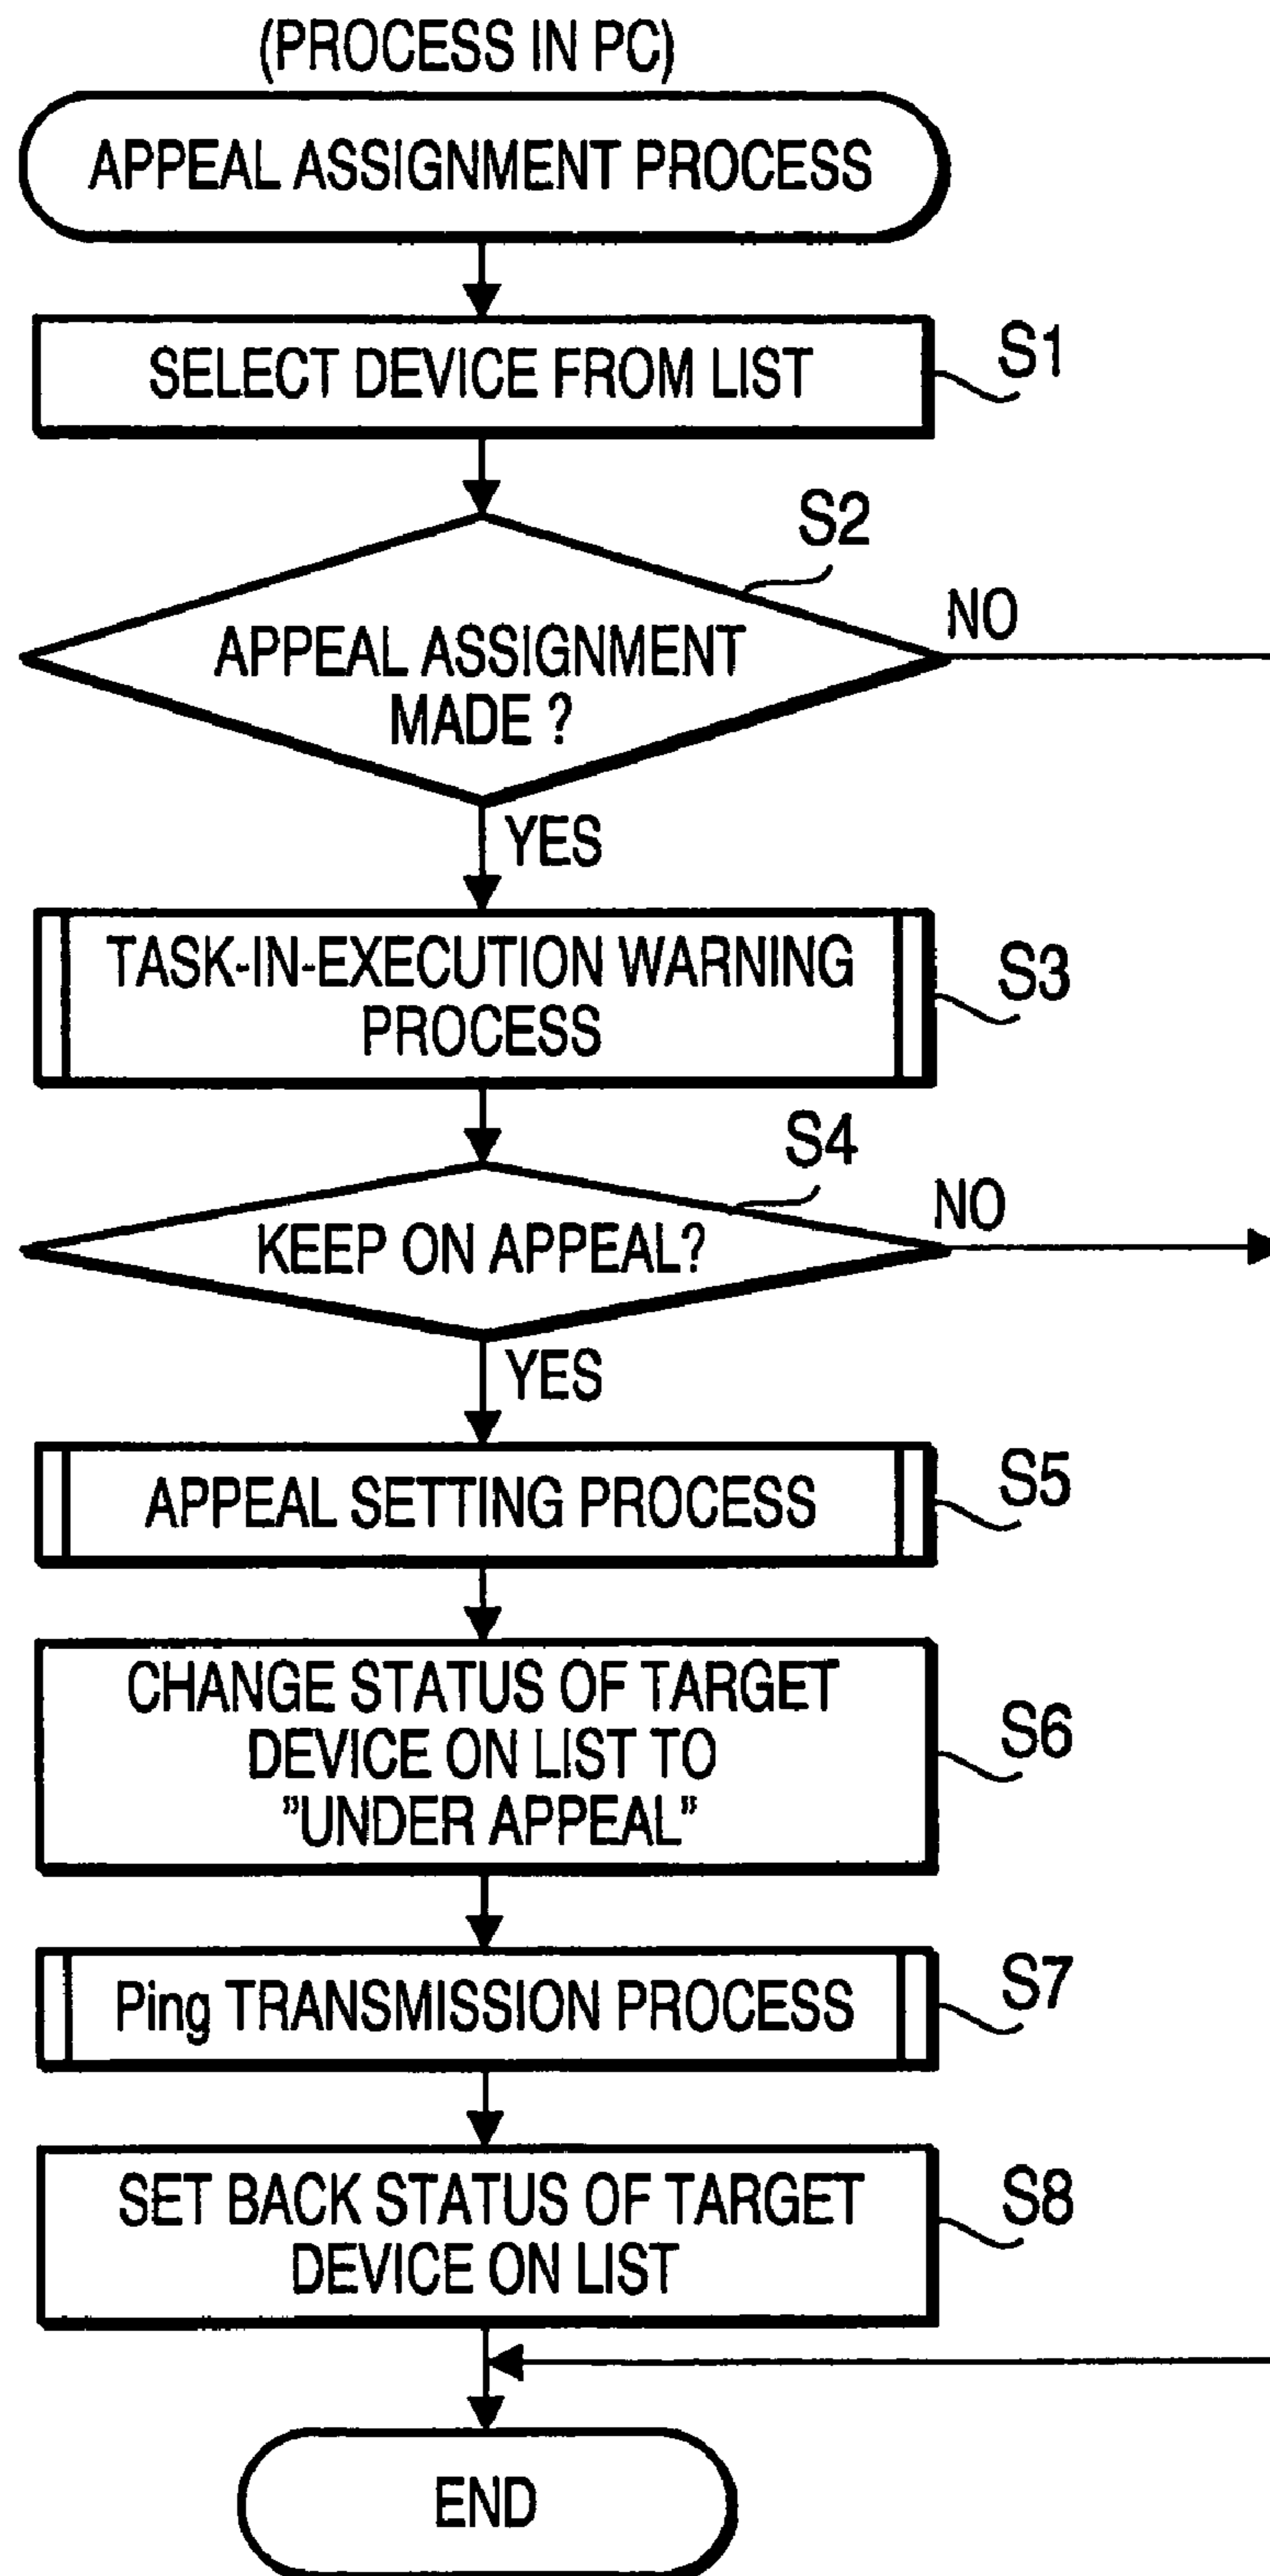 (PROCESS IN PC)
APPEAL ASSIGNMENT PROCESS
SELECT DEVICE FROM LIST
S1
S2
APPEAL ASSIGNMENT
MADE ?
NO
YES
TASK-IN-EXECUTION WARNING
PROCESS
S3
S4
KEEP ON APPEAL?
NO
YES
APPEAL SETTING PROCESS
S5
CHANGE STATUS OF TARGET
DEVICE ON LIST TO
"UNDER APPEAL"
S6
Ping TRANSMISSION PROCESS
S7
SET BACK STATUS OF TARGET
DEVICE ON LIST
S8
END